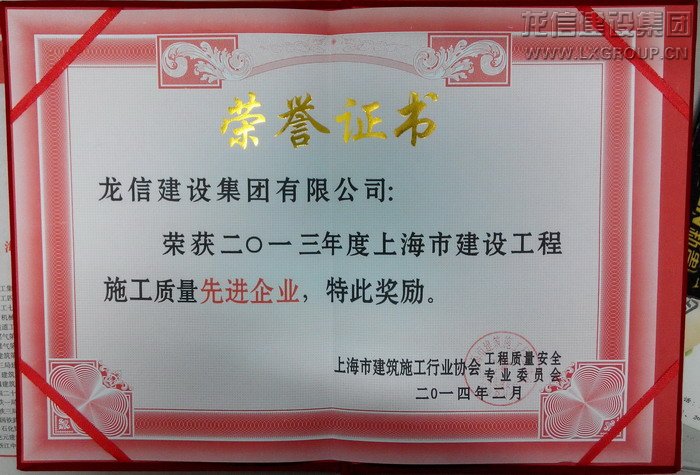 龙信建设集团
WWW.LXGROUP.CN
荣誉证书
龙信建设集团有限公司:
荣获二〇一三年度上海市建设工程
施工质量先进企业，特此奖励。
上海市建筑施工行业协会 工程质量安全
专业委员会
二〇一四年二月